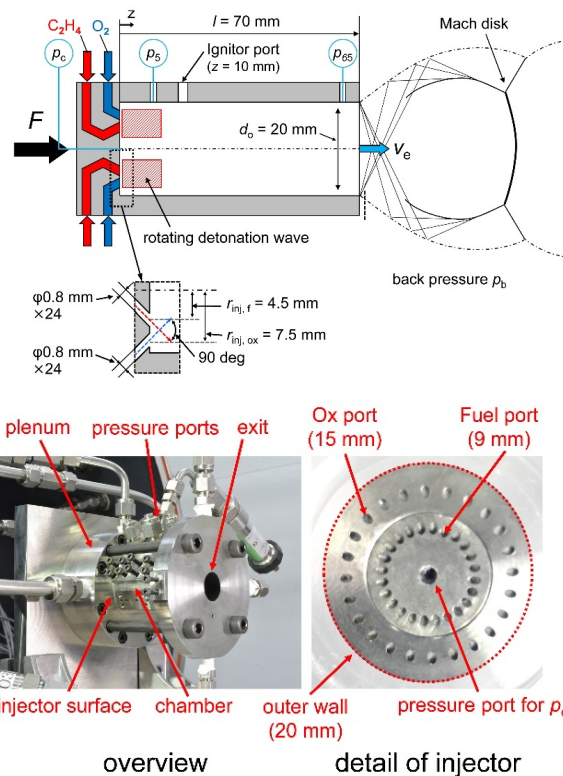 z
l = 70 mm
C₂H₄
O₂
Mach disk
Ignitor port
(z = 10 mm)
pc
p5
p65
F
do = 20 mm
ve
rotating detonation wave
back pressure pb
φ0.8 mm
×24
rinj, f = 4.5 mm
rinj, ox = 7.5 mm
φ0.8 mm
×24
90 deg
plenum
pressure ports
exit
Ox port
(15 mm)
Fuel port
(9 mm)
injector surface
chamber
outer wall
(20 mm)
pressure port for pc
overview
detail of injector